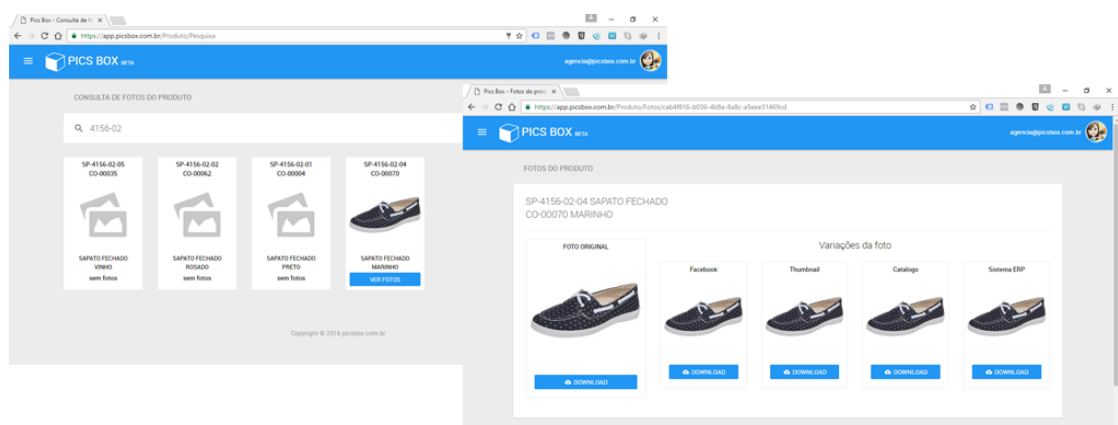 Pics Box - Consulta de f
https://app.picsbox.com.br/Produto/Pesquisa
PICS BOX BETA
agencia@picsbox.com.br
CONSULTA DE FOTOS DO PRODUTO
4156-02
SP-4156-02-05
CO-00035
SAPATO FECHADO
VINHO
sem fotos
SP-4156-02-02
CO-00062
SAPATO FECHADO
ROSADO
sem fotos
SP-4156-02-01
CO-00004
SAPATO FECHADO
PRETO
sem fotos
SP-4156-02-04
CO-00070
SAPATO FECHADO
MARINHO
VER FOTOS
Copyright © 2016 picsbox.com.br
Pics Box - Fotos do prod
https://app.picsbox.com.br/Produto/Fotos/cab4f816-b036-4b8a-8a8c-a5eee31469cd
PICS BOX BETA
agencia@picsbox.com.br
FOTOS DO PRODUTO
SP-4156-02-04 SAPATO FECHADO
CO-00070 MARINHO
FOTO ORIGINAL
DOWNLOAD
Variações da foto
Facebook
DOWNLOAD
Thumbnail
DOWNLOAD
Catalogo
DOWNLOAD
Sistema ERP
DOWNLOAD